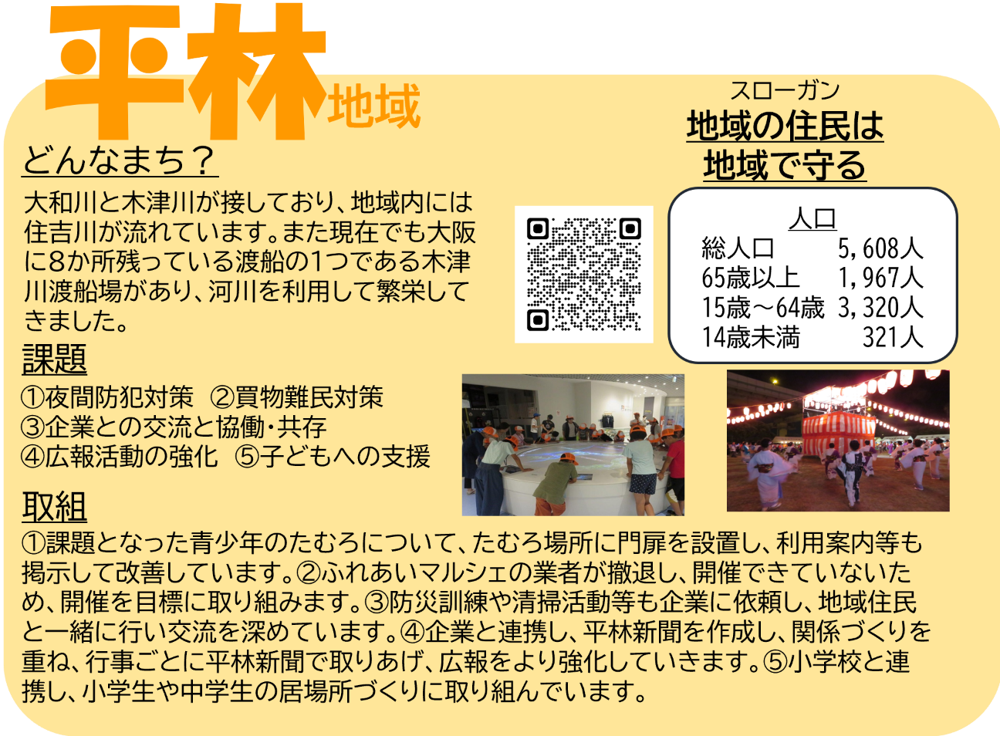 平林地域
スローガン
地域の住民は
地域で守る
どんなまち？
大和川と木津川が接しており、地域内には
住吉川が流れています。また現在でも大阪
に8か所残っている渡船の1つである木津
川渡船場があり、河川を利用して繁栄して
きました。
人口
総人口 5,608人
65歳以上 1,967人
15歳～64歳 3,320人
14歳未満 321人
課題
①夜間防犯対策 ②買物難民対策
③企業との交流と協働・共存
④広報活動の強化 ⑤子どもへの支援
取組
①課題となった青少年のたむろについて、たむろ場所に門扉を設置し、利用案内等も
掲示して改善しています。②ふれあいマルシェの業者が撤退し、開催できていないた
め、開催を目標に取り組みます。③防災訓練や清掃活動等も企業に依頼し、地域住民
と一緒に行い交流を深めています。④企業と連携し、平林新聞を作成し、関係づくりを
重ね、行事ごとに平林新聞で取りあげ、広報をより強化していきます。⑤小学校と連
携し、小学生や中学生の居場所づくりに取り組んでいます。